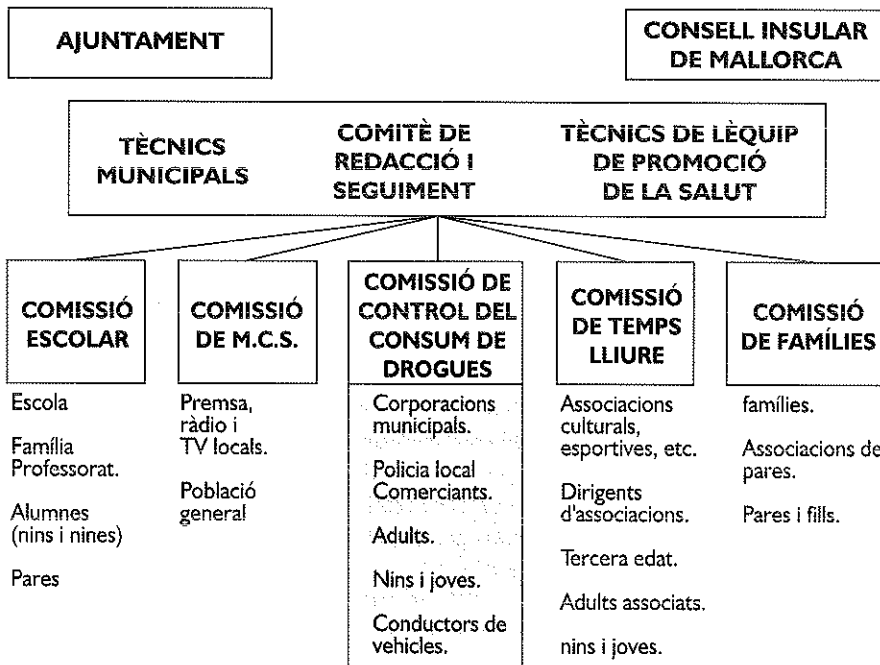 AJUNTAMENT
CONSELL INSULAR
DE MALLORCA
TÈCNICS
MUNICIPALS
COMITÈ DE
REDACCIÓ I
SEGUIMENT
TÈCNICS DE LÈQUIP
DE PROMOCIÓ
DE LA SALUT
COMISSIÓ
ESCOLAR
Escola
Família
Professorat.
Alumnes
(nins i nines)
Pares
COMISSIÓ
DE M.C.S.
Premsa,
ràdio i
TV locals.
Població
general
COMISSIÓ DE
CONTROL DEL
CONSUM DE
DROGUES
Corporacions
municipals.
Policia local
Comerciants.
Adults.
Nins i joves.
Conductors de
vehicles.
COMISSIÓ
DE TEMPS
LLIURE
Associacions
culturals,
esportives, etc.
Dirigents
d'associacions.
Tercera edat.
Adults associats.
nins i joves.
COMISSIÓ
DE FAMÍLIES
famílies.
Associacions de
pares.
Pares i fills.